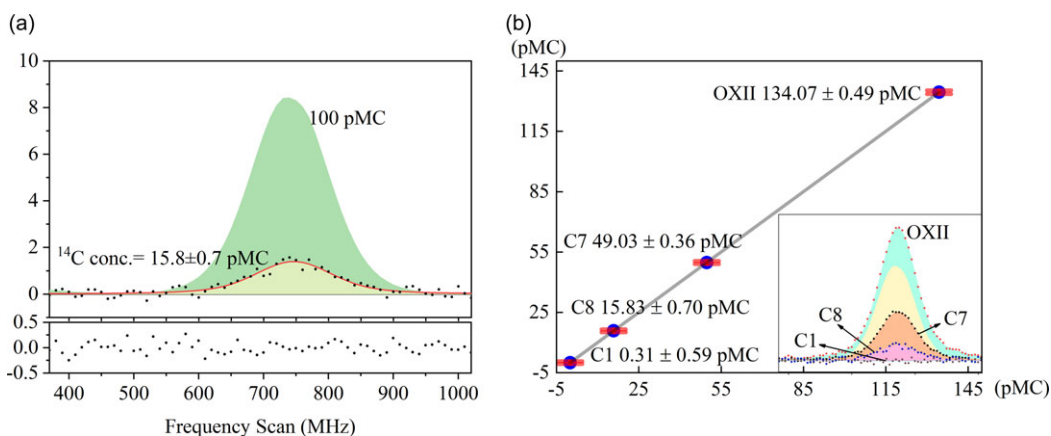 (a)
10
8
100 pMC
6
4
2
¹⁴C conc.= 15.8±0.7 pMC
0
0.5
0.0
-0.5
400 500 600 700 800 900 1000
Frequency Scan (MHz)
(b)
(pMC)
145
OXII 134.07 ± 0.49 pMC
115
85
C7 49.03 ± 0.36 pMC
55
OXII
25
C8 15.83 ± 0.70 pMC
C8
C7
C1
C1 0.31 ± 0.59 pMC
-5
-5 25 55 85 115 145 (pMC)